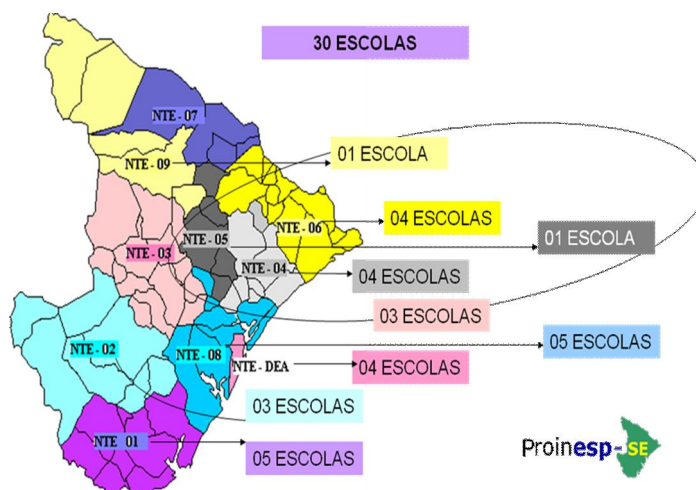 30 ESCOLAS
NTE - 07
01 ESCOLA
NTE - 09
04 ESCOLAS
NTE - 06
NTE - 05
01 ESCOLA
NTE - 03
NTE - 04
04 ESCOLAS
03 ESCOLAS
05 ESCOLAS
NTE - 02
NTE - 08
NTE - DEA
04 ESCOLAS
03 ESCOLAS
NTE 01
05 ESCOLAS
Proinesp-SE